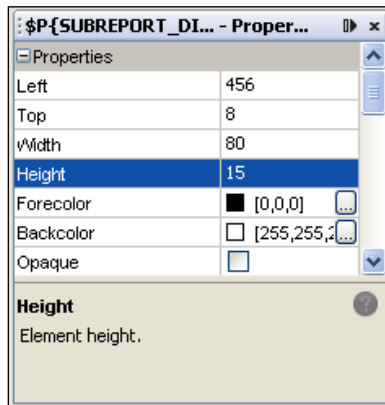 $P{SUBREPORT_DI... - Proper...
Properties
Left 456
Top 8
Width 80
Height 15
Forecolor [0,0,0] ...
Backcolor [255,255,2 ...
Opaque
Height
?
Element height.